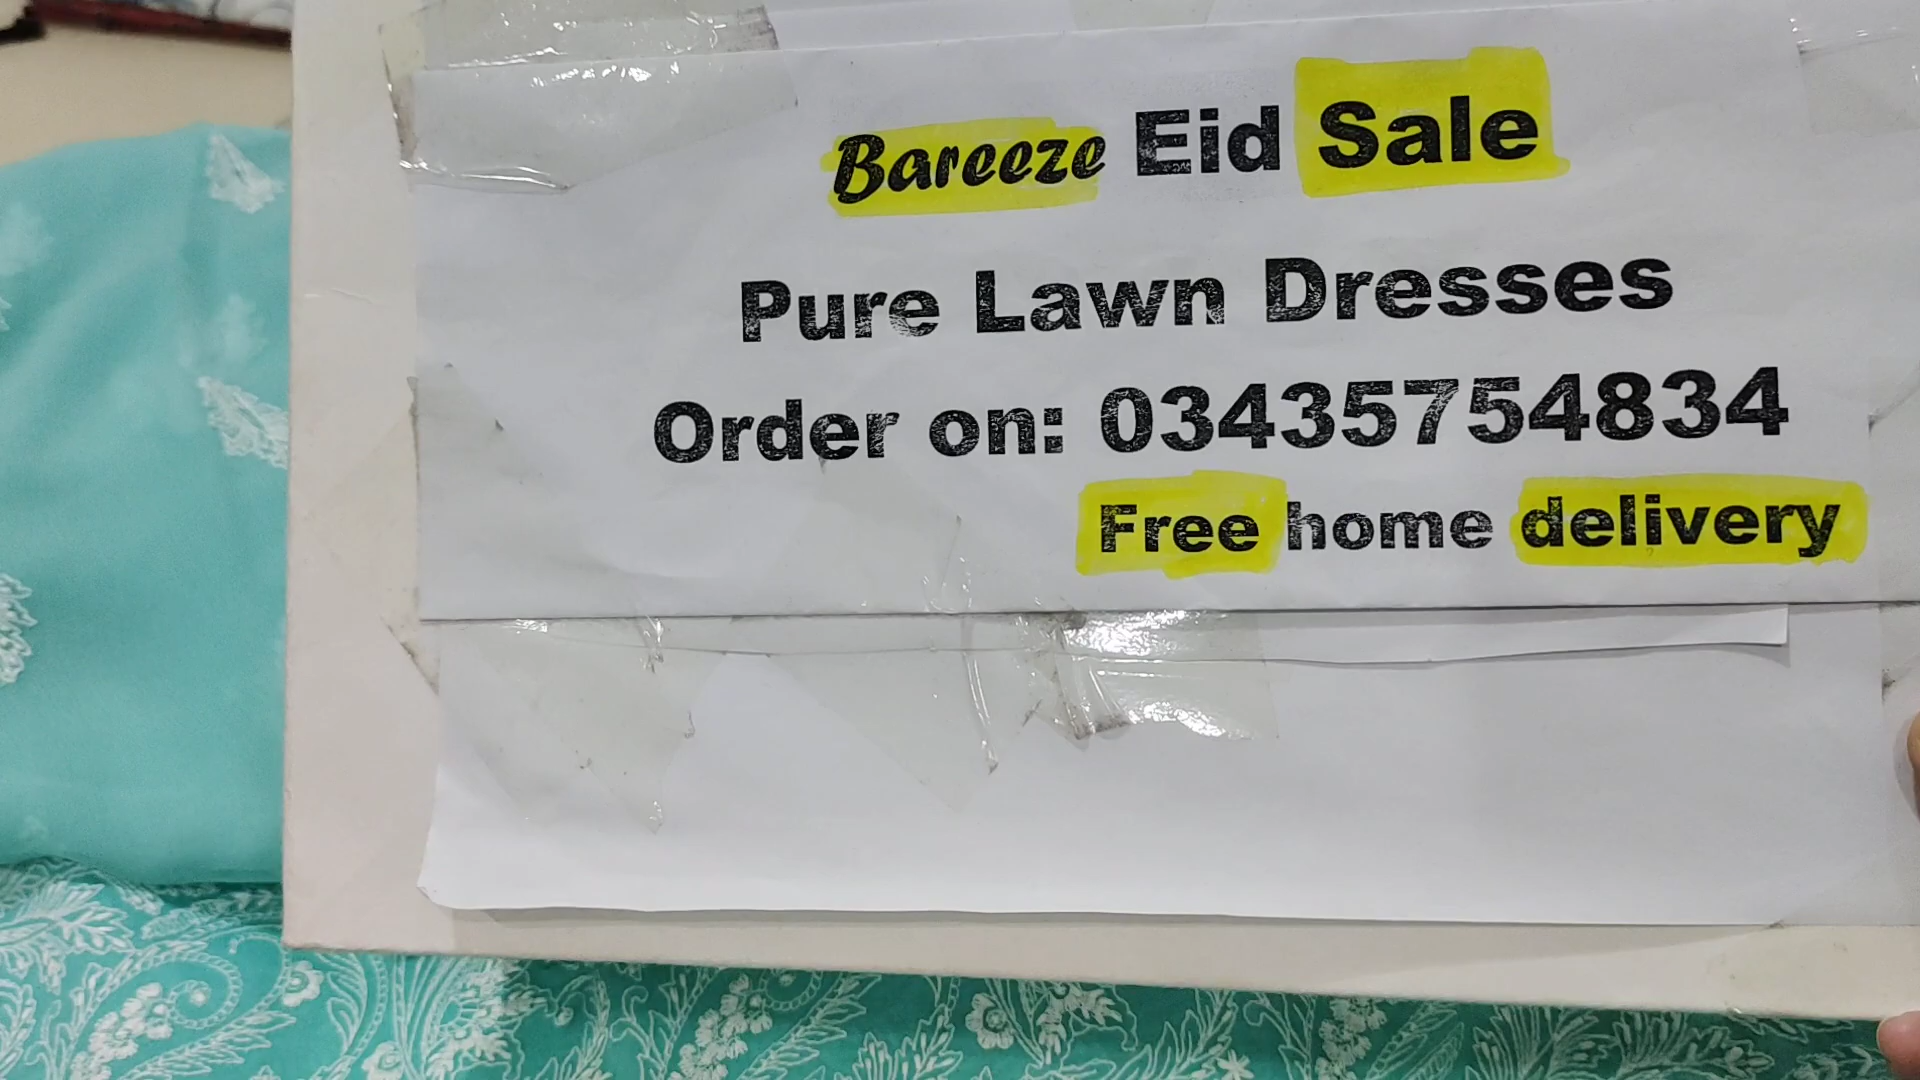 Bareeze Eid Sale
Pure Lawn Dresses
Order on: 03435754834
Free home delivery